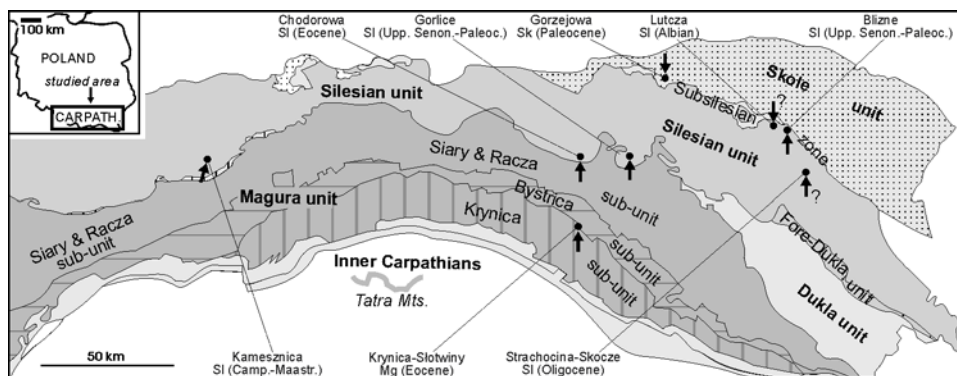 100 km
POLAND
studied area
CARPATH.
Chodorowa
Sl (Eocene)
Gorlice
Sl (Upp. Senon.-Paleoc.)
Gorzejowa
Sk (Paleocene)
Lutcza
Sl (Albian)
Blizne
Sl (Upp. Senon.-Paleoc.)
Skole
unit
Silesian unit
Subsilesian
zone
?
Silesian unit
?
Siary & Racza
sub-unit
Magura unit
Bystrica
sub-unit
Krynica
sub-unit
Siary & Racza
sub-unit
Fore-Dukla
unit
Dukla unit
Inner Carpathians
Tatra Mts.
50 km
Kamesznica
Sl (Camp.-Maastr.)
Krynica-Słotwiny
Mg (Eocene)
Strachocina-Skocze
Sl (Oligocene)